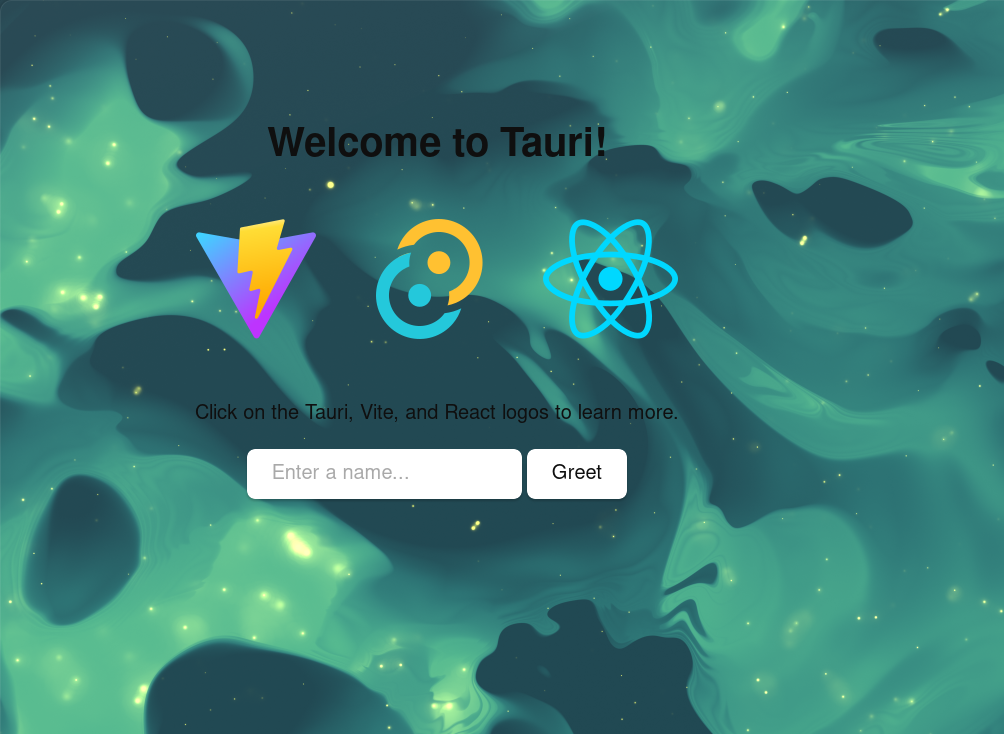 Welcome to Tauri!
Click on the Tauri, Vite, and React logos to learn more.
Enter a name...
Greet